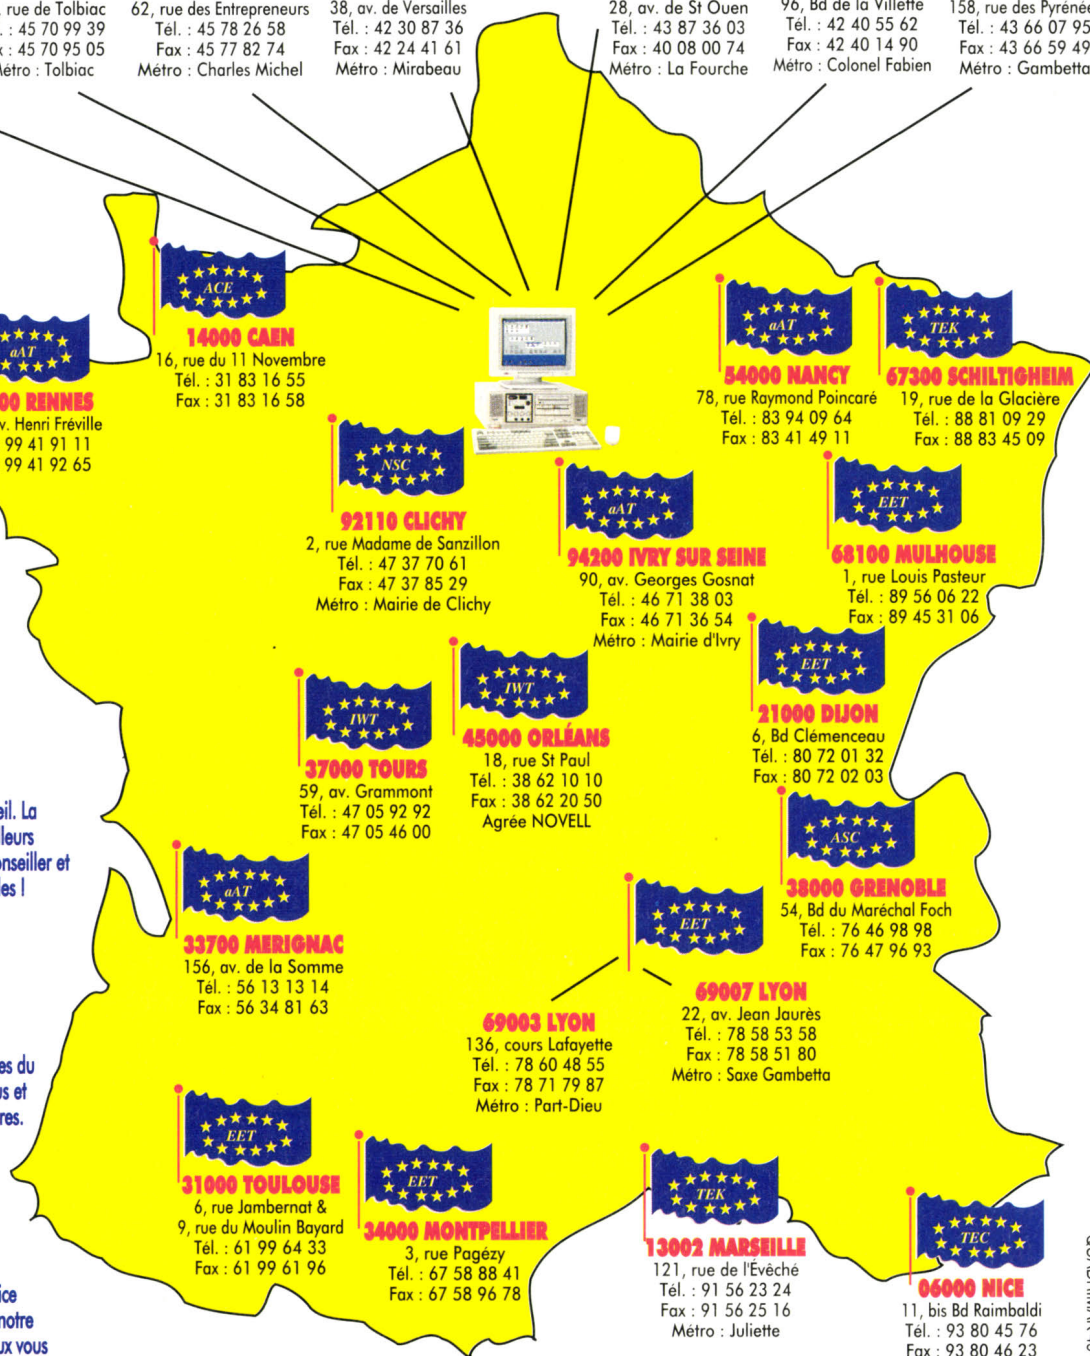 rue de Tolbiac
: 45 70 99 39
: 45 70 95 05
: Tolbiac
62, rue des Entrepreneurs
Tél. : 45 78 26 58
Fax : 45 77 82 74
Métro : Charles Michel
38, av. de Versailles
Tél. : 42 30 87 36
Fax : 42 24 41 61
Métro : Mirabeau
28, av. de St Ouen
Tél. : 43 87 36 03
Fax : 40 08 00 74
Métro : La Fourche
96, Bd de la Villette
Tél. : 42 40 55 62
Fax : 42 40 14 90
Métro : Colonel Fabien
158, rue des
Tél. : 43 66 07 95
Fax : 43 66 59 49
Métro : Gambetta
ACE
14000 CAEN
16, rue du 11 Novembre
Tél. : 31 83 16 55
Fax : 31 83 16 58
aAT
00 RENNES
v. Henri Fréville
99 41 91 11
99 41 92 65
aAT
54000 NANCY
78, rue Raymond Poincaré
Tél. : 83 94 09 64
Fax : 83 41 49 11
TEK
67300 SCHILTIGHEIM
19, rue de la Glacière
Tél. : 88 81 09 29
Fax : 88 83 45 09
NSC
92110 CLICHY
2, rue Madame de Sanzillon
Tél. : 47 37 70 61
Fax : 47 37 85 29
Métro : Mairie de Clichy
aAT
94200 IVRY SUR SEINE
90, av. Georges Gosnat
Tél. : 46 71 38 03
Fax : 46 71 36 54
Métro : Mairie d'Ivry
EET
68100 MULHOUSE
1, rue Louis Pasteur
Tél. : 89 56 06 22
Fax : 89 45 31 06
IWT
37000 TOURS
59, av. Grammont
Tél. : 47 05 92 92
Fax : 47 05 46 00
IWT
45000 ORLÉANS
18, rue St Paul
Tél. : 38 62 10 10
Fax : 38 62 20 50
Agrée NOVELL
EET
21000 DIJON
6, Bd Clémenceau
Tél. : 80 72 01 32
Fax : 80 72 02 03
eil. La
lleurs
onseiller et
les !
ASC
38000 GRENOBLE
54, Bd du Maréchal Foch
Tél. : 76 46 98 98
Fax : 76 47 96 93
aAT
33700 MERIGNAC
156, av. de la Somme
Tél. : 56 13 13 14
Fax : 56 34 81 63
EET
69003 LYON
136, cours Lafayette
Tél. : 78 60 48 55
Fax : 78 71 79 87
Métro : Part-Dieu
69007 LYON
22, av. Jean Jaurès
Tél. : 78 58 53 58
Fax : 78 58 51 80
Métro : Saxe Gambetta
es du
us et
res.
EET
31000 TOULOUSE
6, rue Jambernat &
9, rue du Moulin Bayard
Tél. : 61 99 64 33
Fax : 61 99 61 96
EET
34000 MONTPELLIER
3, rue Pagézy
Tél. : 67 58 88 41
Fax : 67 58 96 78
TEK
13002 MARSEILLE
121, rue de l'Évêché
Tél. : 91 56 23 24
Fax : 91 56 25 16
Métro : Juliette
TEC
06000 NICE
11, bis Bd Raimbaldi
Tél. : 93 80 45 76
Fax : 93 80 46 23
ice
notre
ux vous